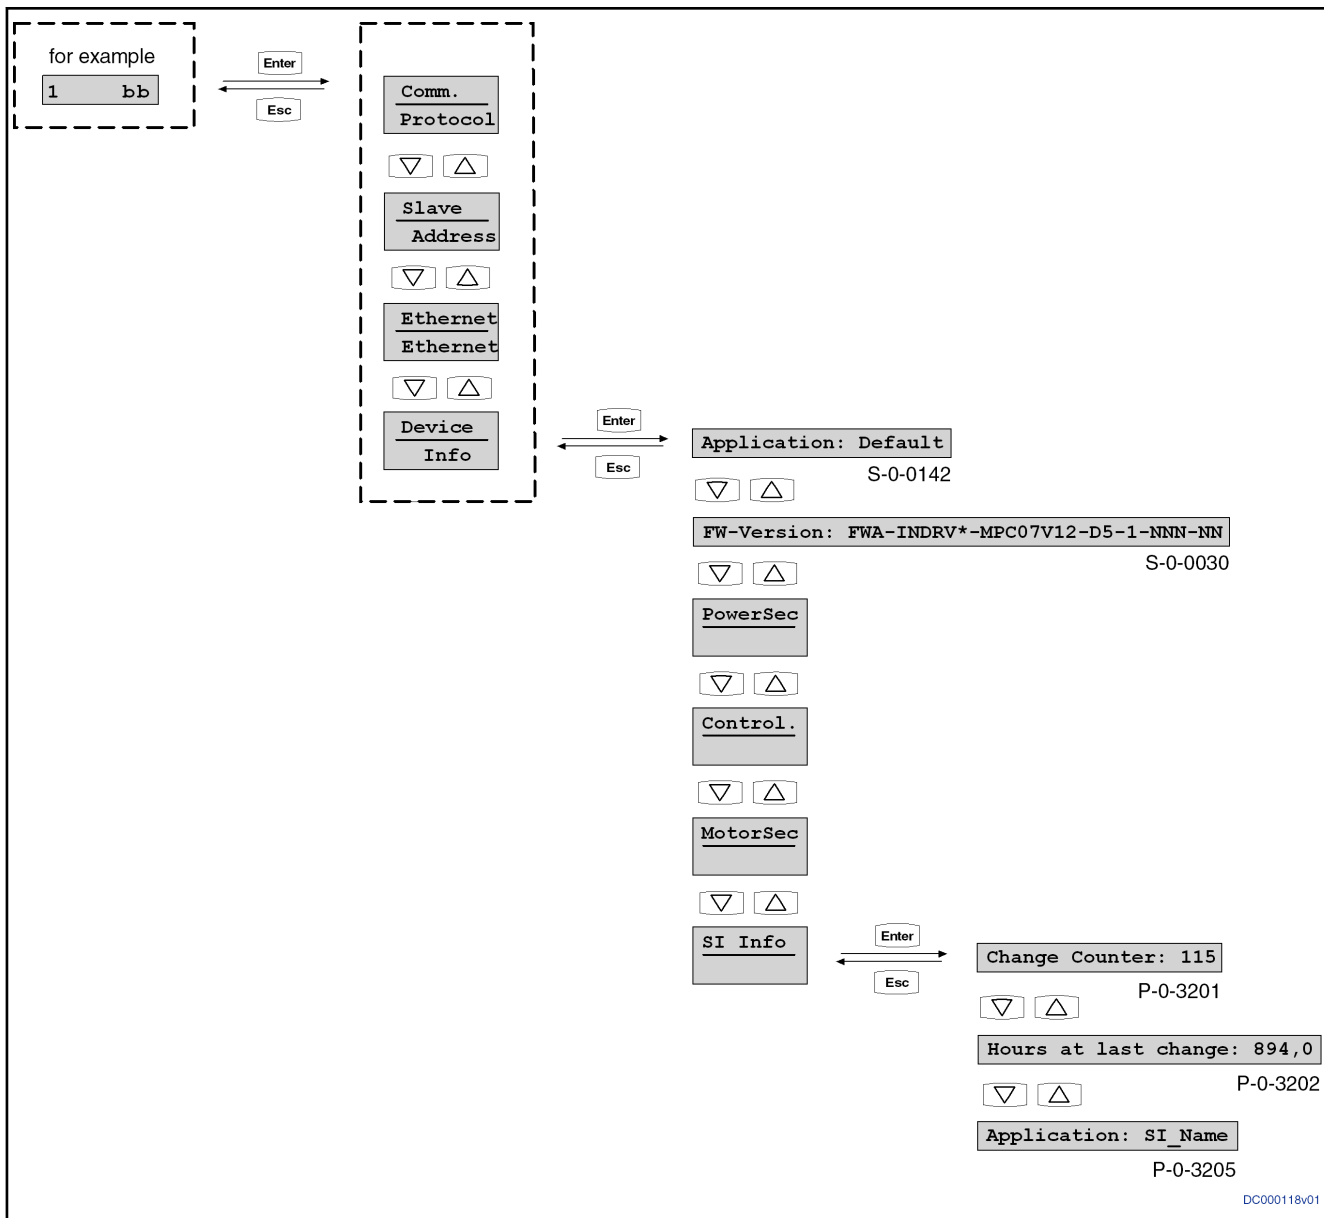 for example
1 bb
Enter
Esc
Comm.
Protocol
Slave
Address
Ethernet
Ethernet
Device
Info
Enter
Esc
Application: Default
S-0-0142
FW-Version: FWA-INDRV*-MPC07V12-D5-1-NNN-NN
S-0-0030
PowerSec
Control.
MotorSec
SI Info
Enter
Esc
Change Counter: 115
P-0-3201
Hours at last change: 894,0
P-0-3202
Application: SI_Name
P-0-3205
DC000118v01